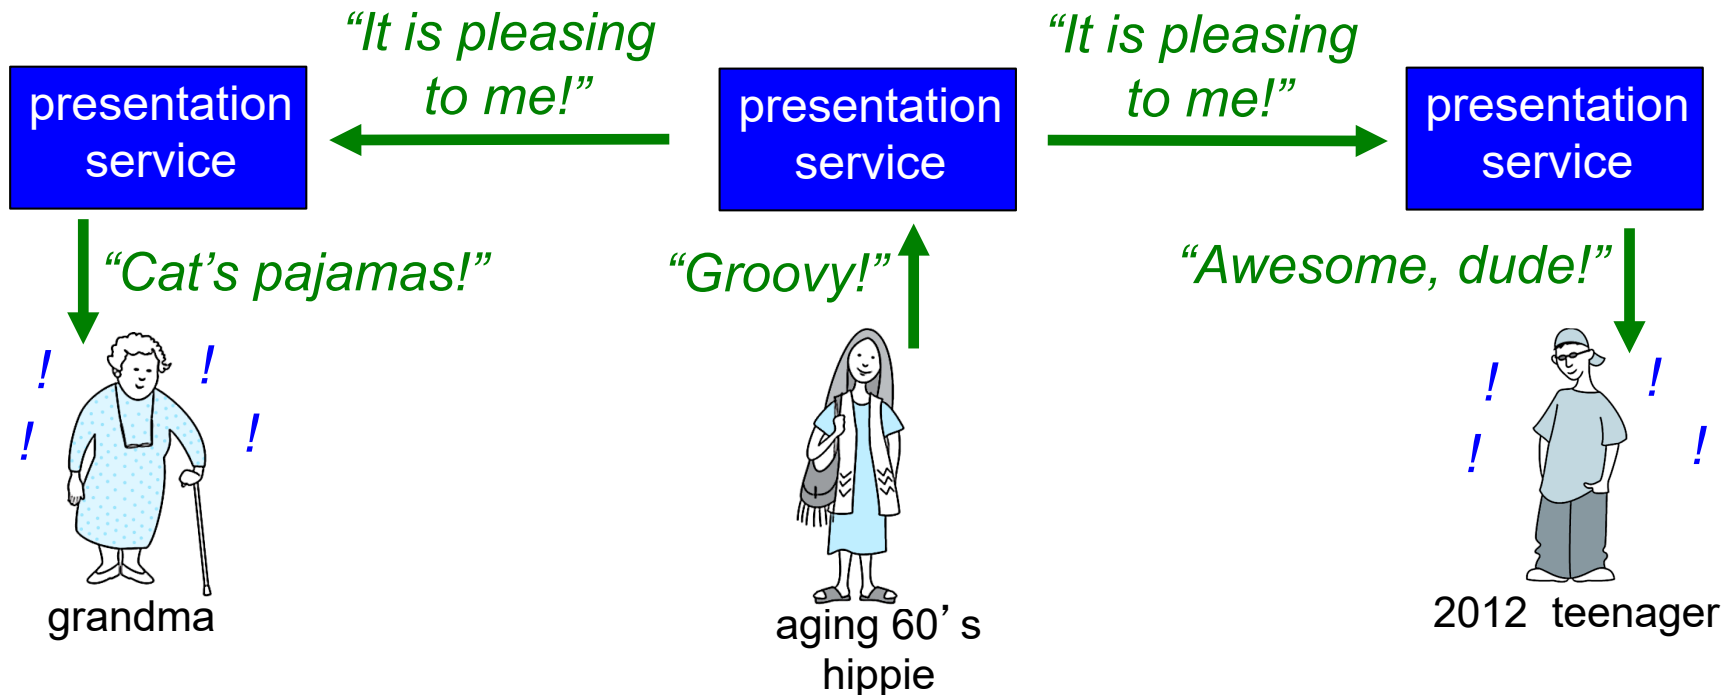 “It is pleasing
to me!”
“It is pleasing
to me!”
presentation
service
presentation
service
presentation
service
“Cat’s pajamas!”
“Groovy!”
“Awesome, dude!”
! ! ! !
! ! ! !
grandma
aging 60’ s
hippie
2012 teenager